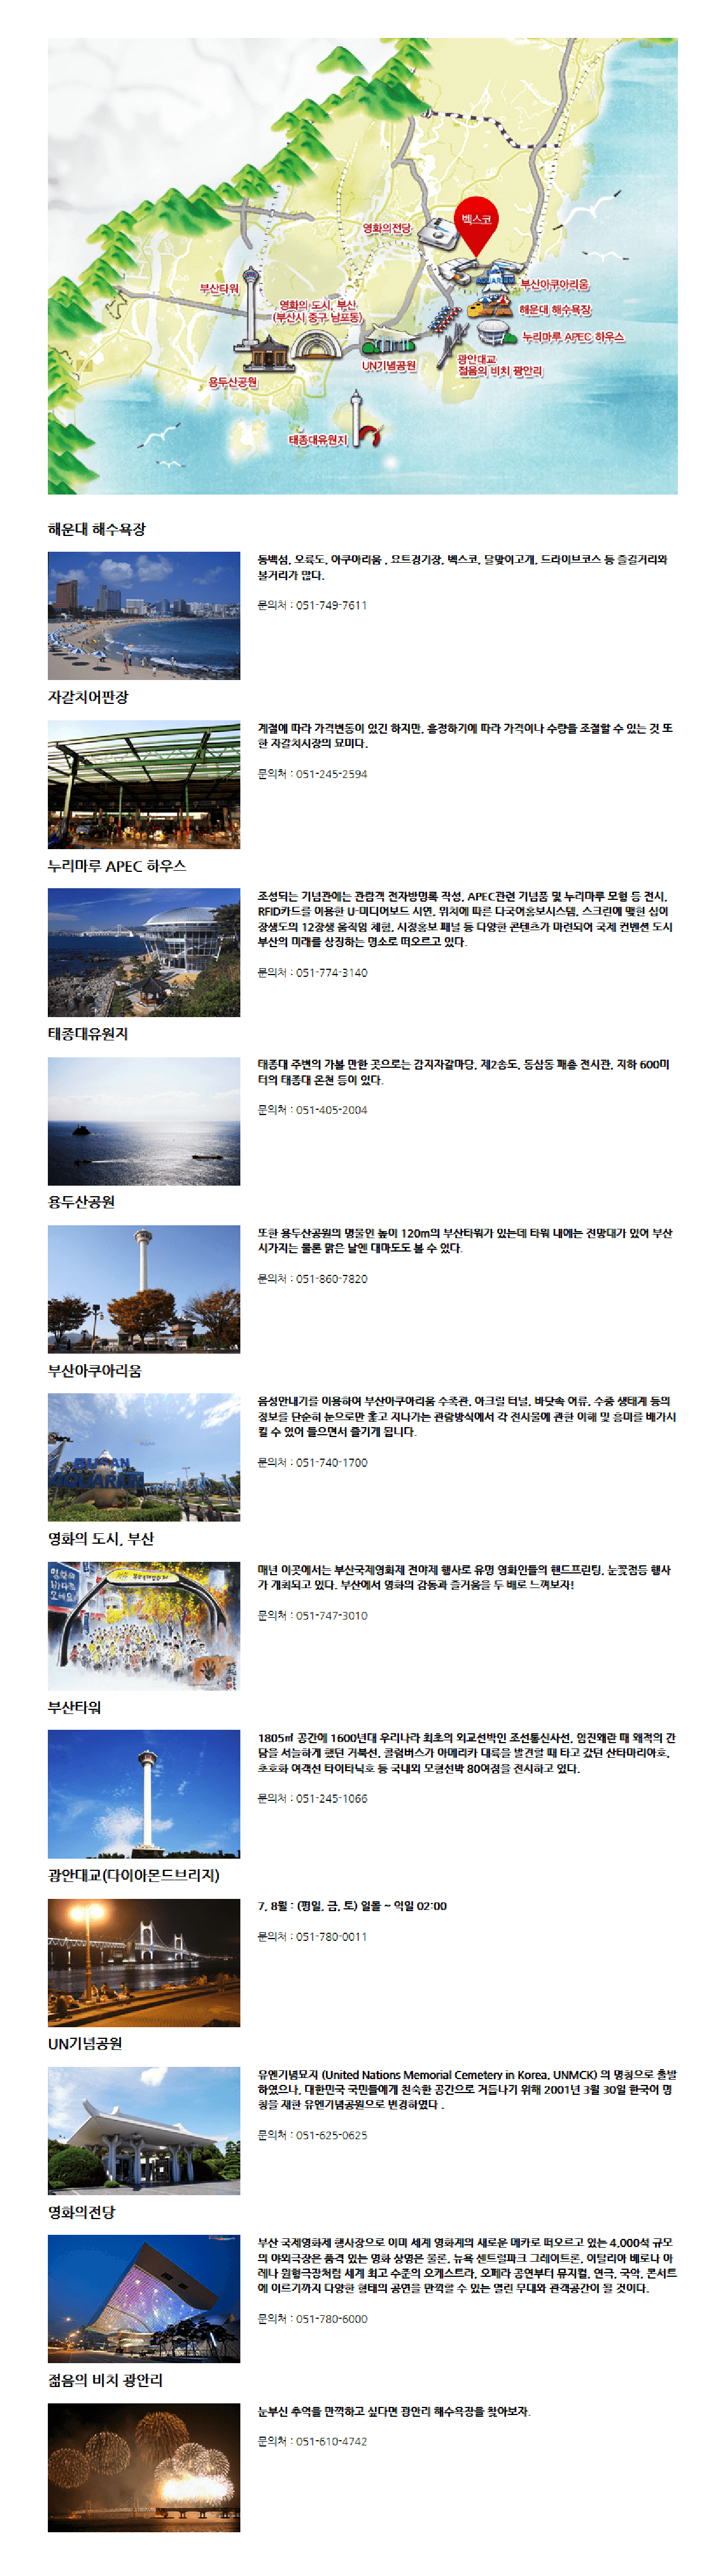 벡스코
영화의전당
부산타워
부산아쿠아리움
영화의 도시, 부산
(부산시 중구 남포동)
해운대 해수욕장
누리마루 APEC 하우스
UN기념공원
광안대교
젊음의 비치 광안리
용두산공원
태종대유원지
해운대 해수욕장
동백섬, 오륙도, 아쿠아리움 , 요트경기장, 벡스코, 달맞이고개, 드라이브코스 등 즐길거리와
볼거리가 많다.
문의처 : 051-749-7611
자갈치어판장
계절에 따라 가격변동이 있긴 하지만, 흥정하기에 따라 가격이나 수량을 조절할 수 있는 것 또
한 자갈치시장의 묘미다.
문의처 : 051-245-2594
누리마루 APEC 하우스
조성되는 기념관에는 관람객 전자방명록 작성, APEC관련 기념품 및 누리마루 모형 등 전시,
RFID카드를 이용한 U-미디어보드 시연, 위치에 따른 다국어홍보시스템, 스크린에 맺힌 십이
장생도의 12장생 움직임 체험, 시정홍보 패널 등 다양한 콘텐츠가 마련되어 국제 컨벤션 도시
부산의 미래를 상징하는 명소로 떠오르고 있다.
문의처 : 051-774-3140
태종대유원지
태종대 주변의 가볼 만한 곳으로는 감지자갈마당, 제2송도, 동삼동 패총 전시관, 지하 600미
터의 태종대 온천 등이 있다.
문의처 : 051-405-2004
용두산공원
또한 용두산공원의 명물인 높이 120m의 부산타워가 있는데 타워 내에는 전망대가 있어 부산
시가지는 물론 맑은 날엔 대마도도 볼 수 있다.
문의처 : 051-860-7820
부산아쿠아리움
BUSAN
AQUARIUM
음성안내기를 이용하여 부산아쿠아리움 수족관, 아크릴 터널, 바닷속 어류, 수중 생태계 등의
정보를 단순히 눈으로만 훑고 지나가는 관람방식에서 각 전시물에 관한 이해 및 흥미를 배가시
킬 수 있어 들으면서 즐기게 됩니다.
문의처 : 051-740-1700
영화의 도시, 부산
매년 이곳에서는 부산국제영화제 전야제 행사로 유명 영화인들의 핸드프린팅, 눈꽃점등 행사
가 개최되고 있다. 부산에서 영화의 감동과 즐거움을 두 배로 느껴보자!
문의처 : 051-747-3010
부산타워
1805㎡ 공간에 1600년대 우리나라 최초의 외교선박인 조선통신사선, 임진왜란 때 왜적의 간
담을 서늘하게 했던 거북선, 콜럼버스가 아메리카 대륙을 발견할 때 타고 갔던 산타마리아호,
초호화 여객선 타이타닉호 등 국내외 모형선박 80여점을 전시하고 있다.
문의처 : 051-245-1066
광안대교(다이아몬드브리지)
7, 8월 : (평일, 금, 토) 일몰 ~ 익일 02:00
문의처 : 051-780-0011
UN기념공원
유엔기념묘지 (United Nations Memorial Cemetery in Korea, UNMCK) 의 명칭으로 출발
하였으나, 대한민국 국민들에게 친숙한 공간으로 거듭나기 위해 2001년 3월 30일 한국어 명
칭을 재한 유엔기념공원으로 변경하였다 .
문의처 : 051-625-0625
영화의전당
부산 국제영화제 행사장으로 이미 세계 영화계의 새로운 메카로 떠오르고 있는 4,000석 규모
의 야외극장은 품격 있는 영화 상영은 물론, 뉴욕 센트럴파크 그레이트론, 이탈리아 베로나 아
레나 원형극장처럼 세계 최고 수준의 오케스트라, 오페라 공연부터 뮤지컬, 연극, 국악, 콘서트
에 이르기까지 다양한 형태의 공연을 만끽할 수 있는 열린 무대와 관객공간이 될 것이다.
문의처 : 051-780-6000
젊음의 비치 광안리
눈부신 추억을 만끽하고 싶다면 광안리 해수욕장을 찾아보자.
문의처 : 051-610-4742